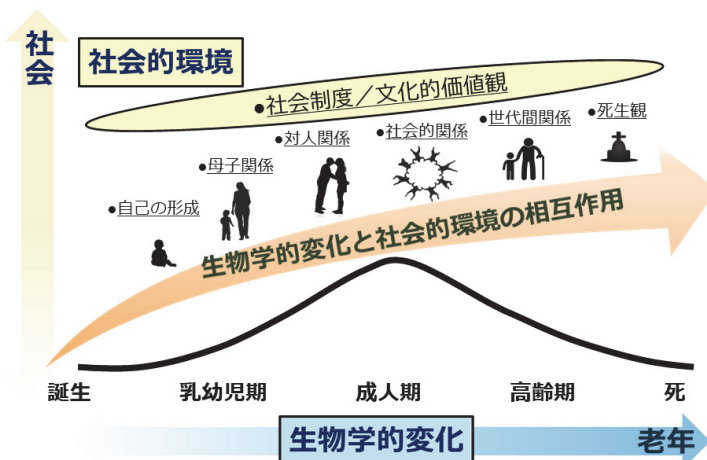 社会
社会的環境
●社会制度／文化的価値観
●自己の形成
●母子関係
●対人関係
●社会的関係
●世代間関係
●死生観
生物学的変化と社会的環境の相互作用
誕生
乳幼児期
成人期
高齢期
死
生物学的変化
老年